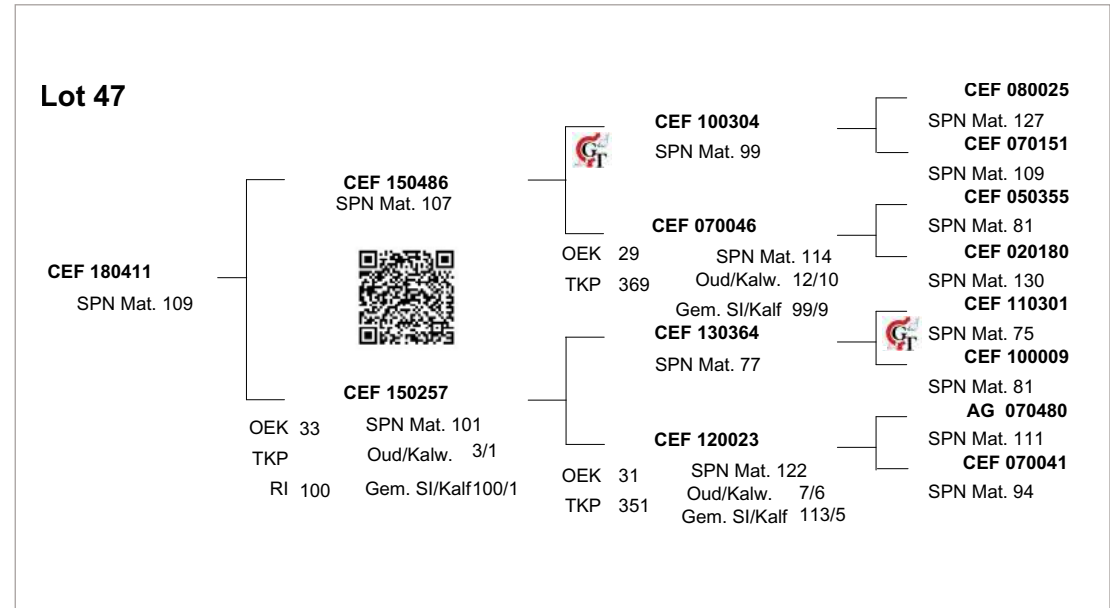 Lot 47
CEF 180411
SPN Mat. 109
CEF 150486
SPN Mat. 107
CEF 150257
OEK 33 SPN Mat. 101
TKP Oud/Kalw. 3/1
RI 100 Gem. SI/Kalf100/1
GT
CEF 100304
SPN Mat. 99
CEF 070046
OEK 29 SPN Mat. 114
TKP 369 Oud/Kalw. 12/10
Gem. SI/Kalf 99/9
CEF 130364
SPN Mat. 77
CEF 120023
OEK 31 SPN Mat. 122
Oud/Kalw. 7/6
TKP 351 Gem. SI/Kalf 113/5
CEF 080025
SPN Mat. 127
CEF 070151
SPN Mat. 109
CEF 050355
SPN Mat. 81
CEF 020180
SPN Mat. 130
CEF 110301
GT SPN Mat. 75
CEF 100009
SPN Mat. 81
AG 070480
SPN Mat. 111
CEF 070041
SPN Mat. 94